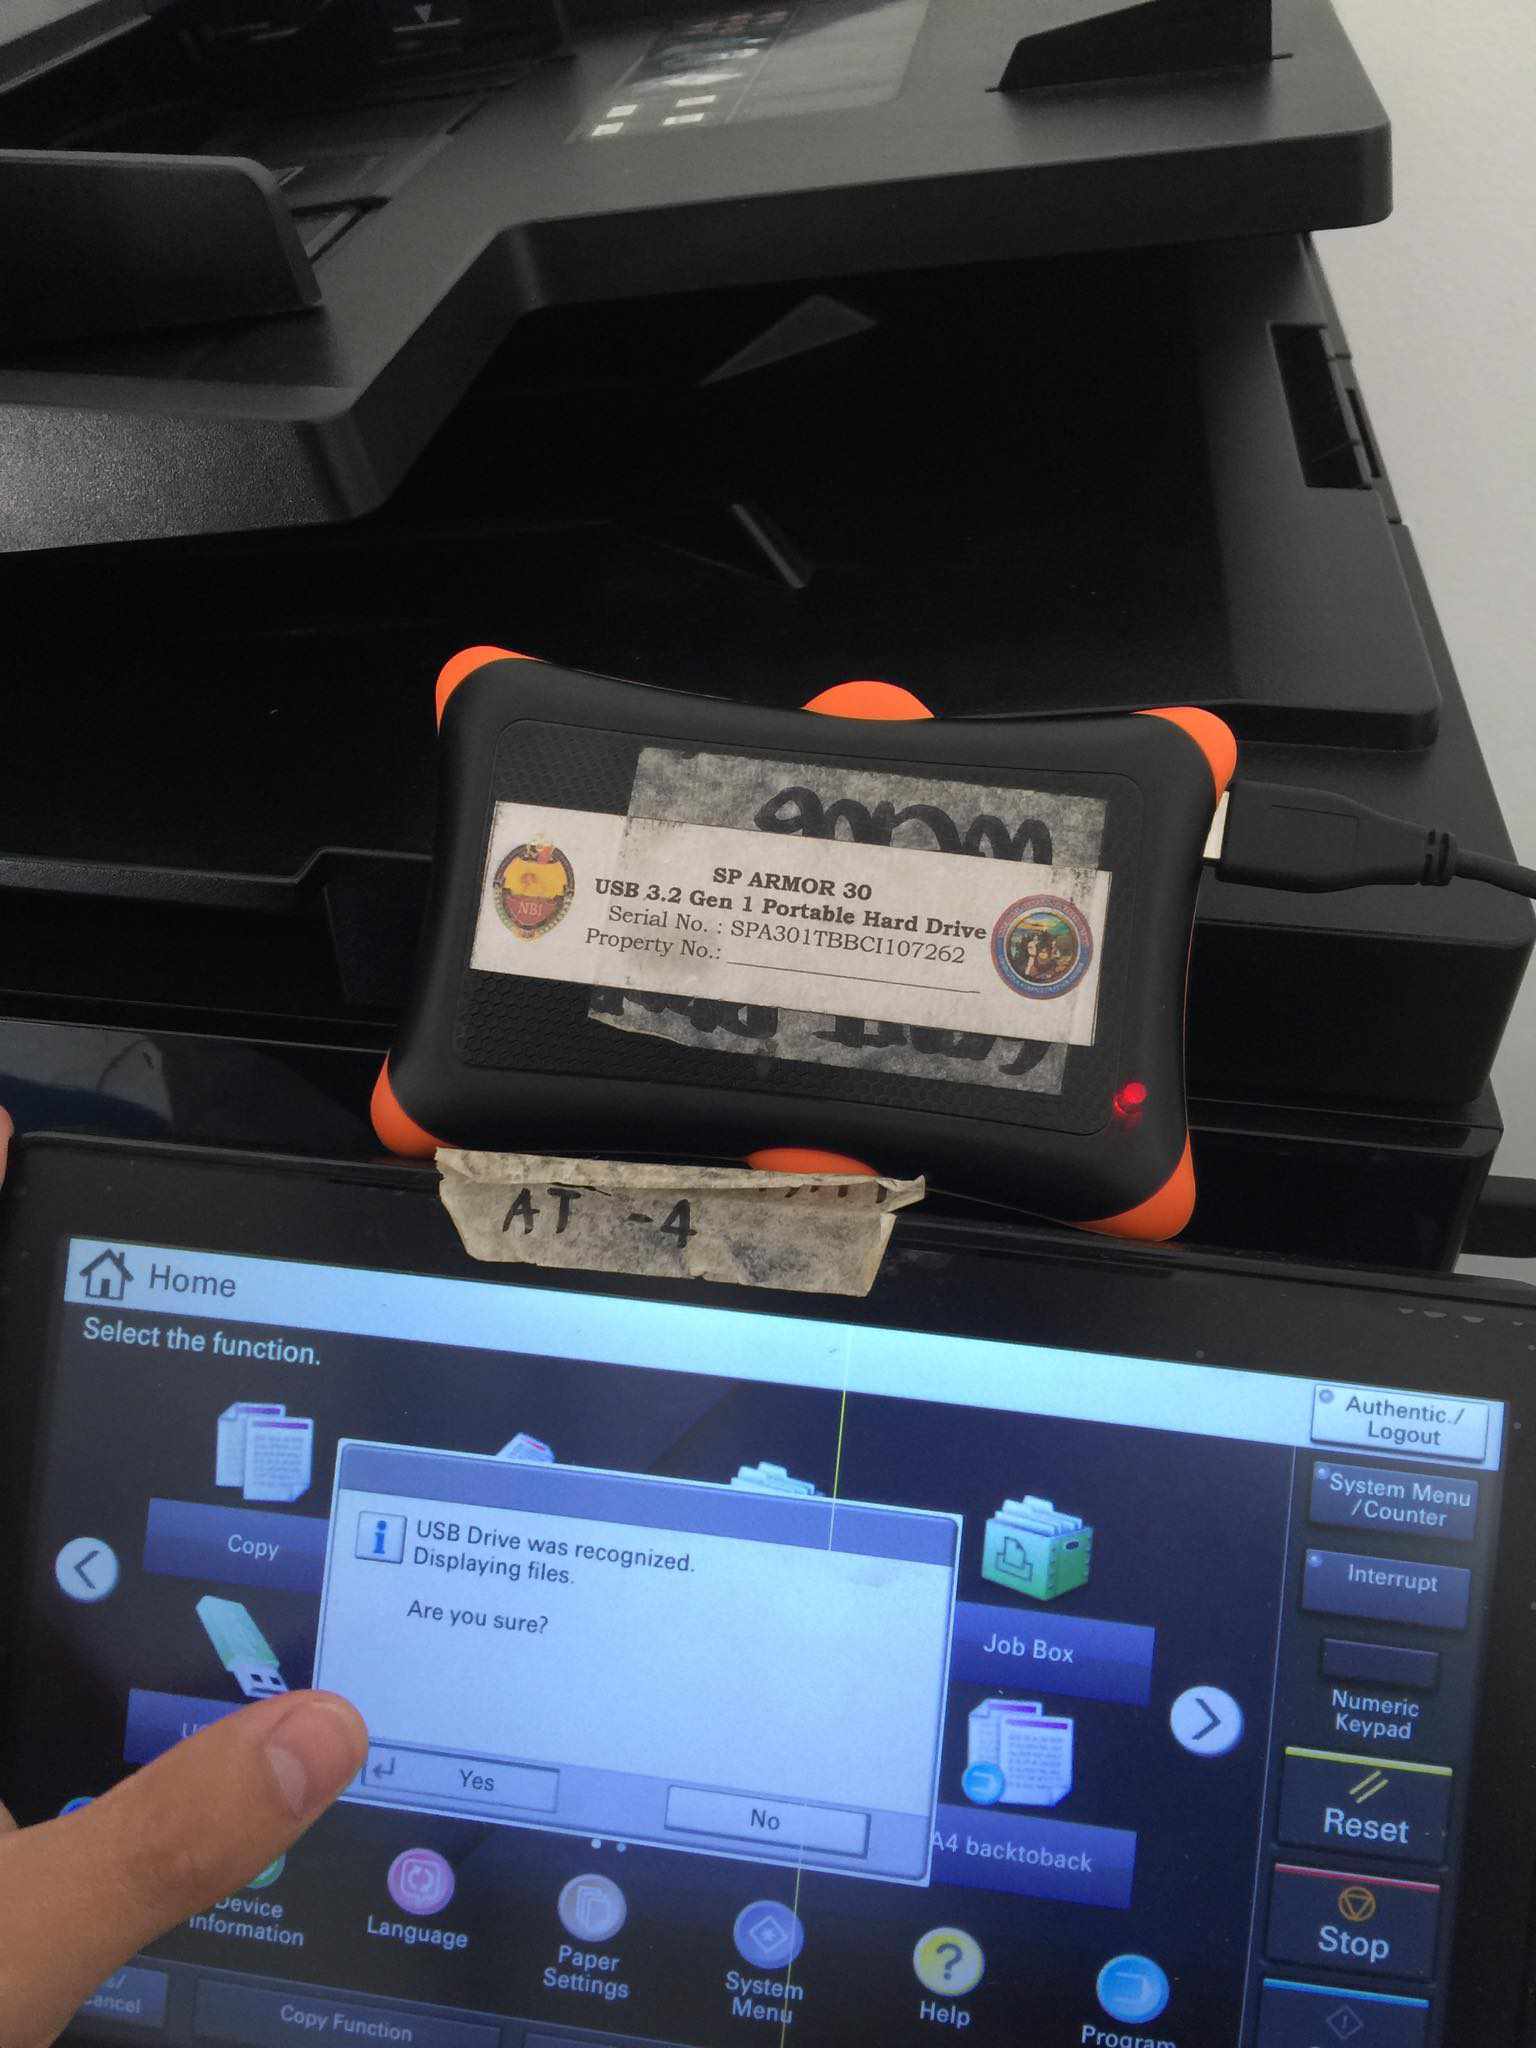 NBI
SP ARMOR 30
USB 3.2 Gen 1 Portable Hard Drive
Serial No. : SPA301TBBCI107262
Property No.: ____________________
AT -4
Home
Select the function.
Authentic./
Logout
System Menu
/Counter
Interrupt
Numeric
Keypad
Reset
Stop
Copy
USB Drive was recognized.
Displaying files.
Are you sure?
Yes
No
Job Box
A4 backtoback
Device
Information
Language
Paper
Settings
System
Menu
Help
Program
Cancel
Copy Function